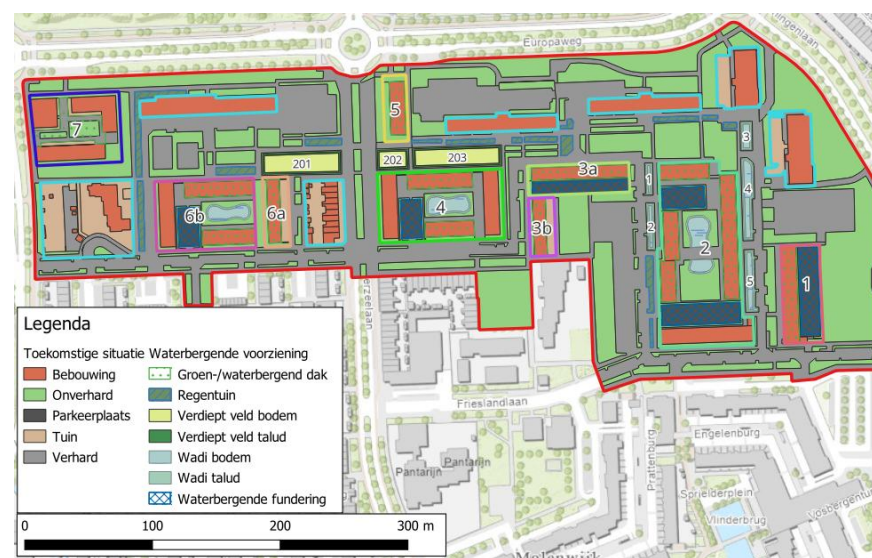 Europaweg
7
5
201
202
203
3
3a
1
4
6b
6a
4
3b
2
2
5
1
Legenda
Toekomstige situatie Waterbergende voorziening
Bebouwing
Groen-/waterbergend dak
Onverhard
Regentuin
Parkeerplaats
Verdiept veld bodem
Tuin
Verdiept veld talud
Verhard
Wadi bodem
Wadi talud
Waterbergende fundering
0 100 200 300 m
Frieslandlaan
Pantarijn
Pantarijn
Prattenburg
Engelenburg
Sprielderplein
Vlinderbrug